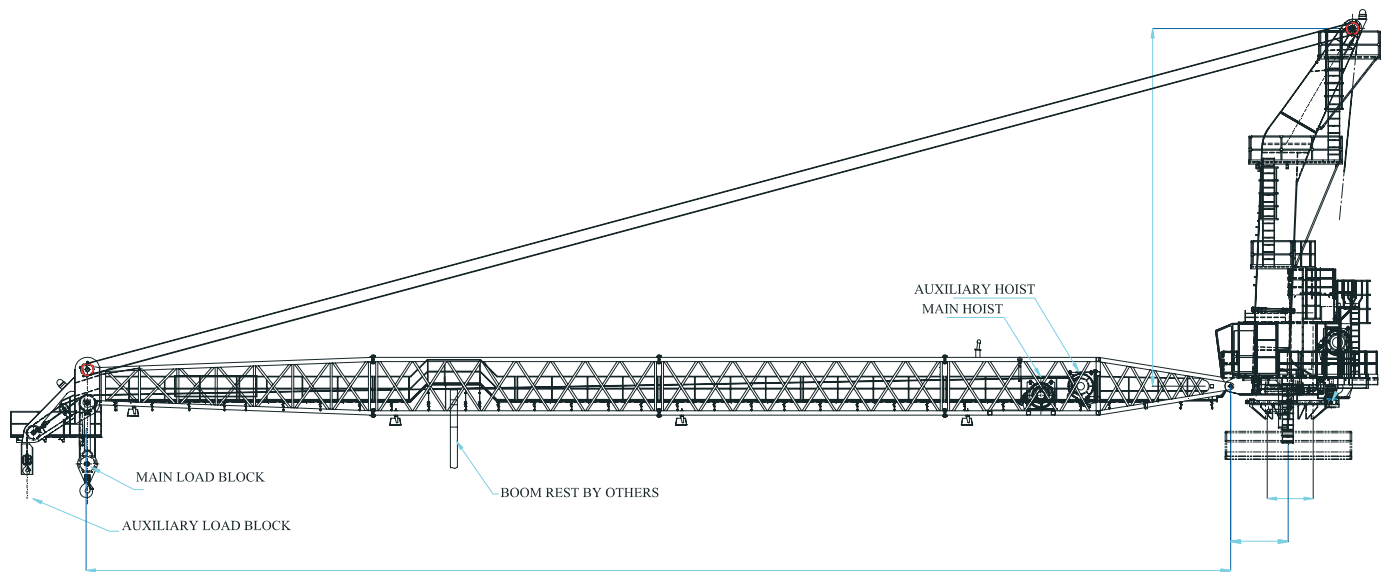 AUXILIARY HOIST
MAIN HOIST
MAIN LOAD BLOCK
BOOM REST BY OTHERS
AUXILIARY LOAD BLOCK